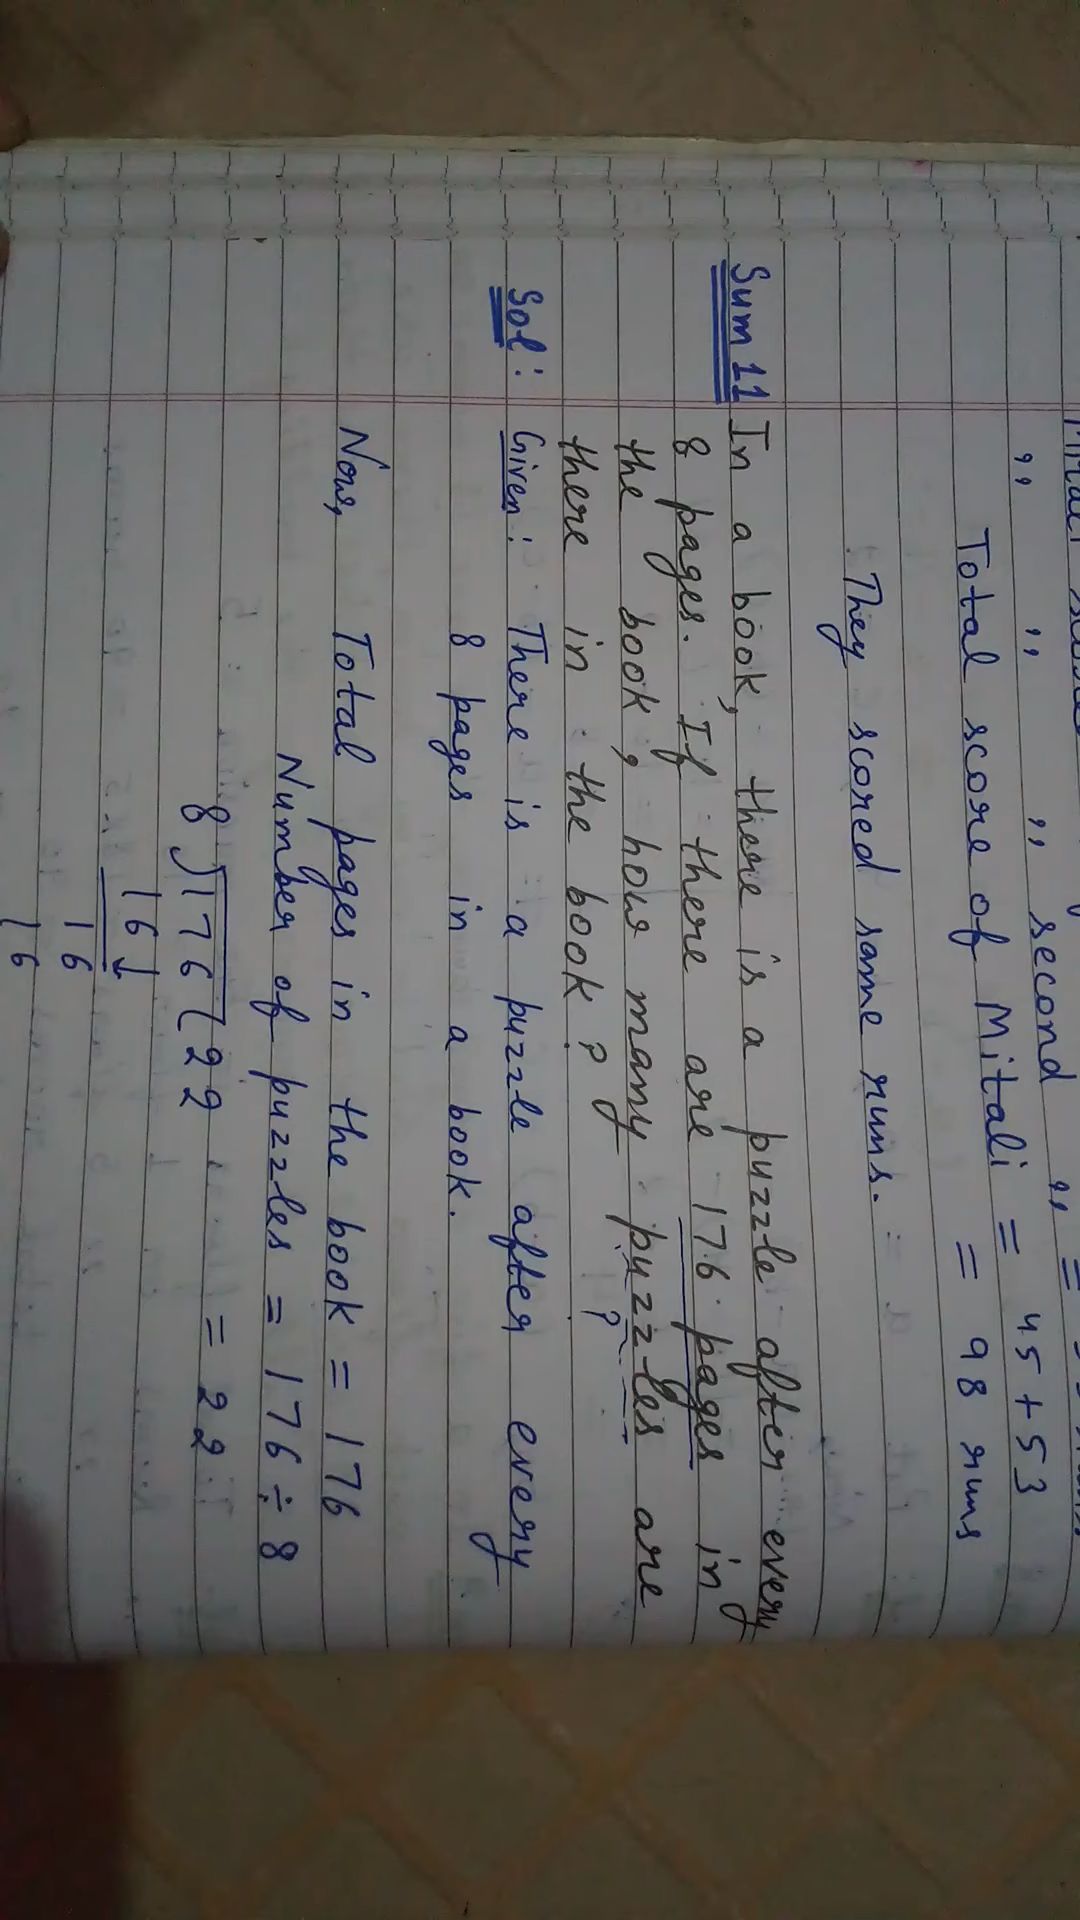 ,, ,, ,, second ,, =
Total score of Mitali = 45 + 53
= 98 runs
They scored same runs.
Sum 11 In a book, there is a puzzle after every
8 pages. If there are 176 pages in
the book, how many puzzles are
there in the book ? ?
Sol: Given: There is a puzzle after every
8 pages in a book.
Now, Total pages in the book = 176
Number of puzzles = 176 ÷ 8
8)176(22 = 22
16↓
16
16